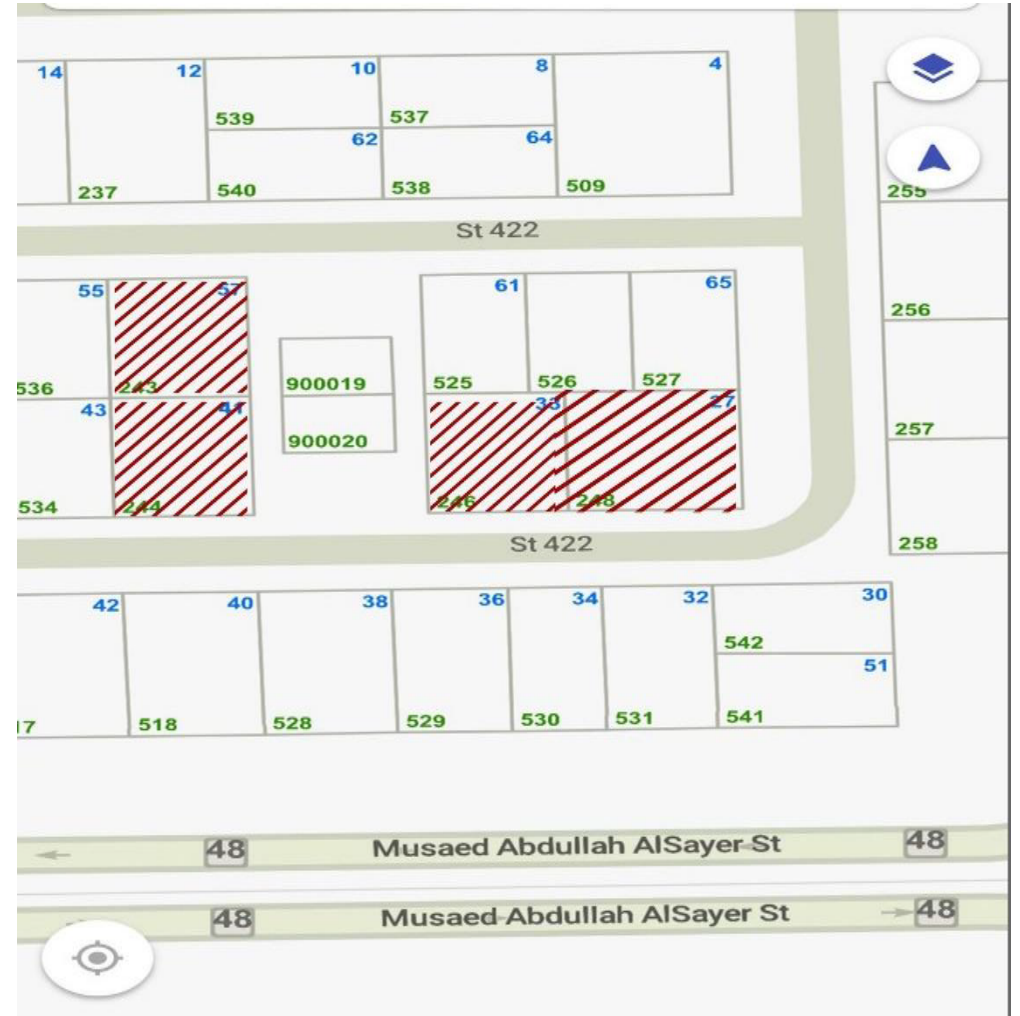 14 12 10 8 4
539 537
62 64
237 540 538 509
255
St 422
55 57 61 65
256
536 243 900019 525 526 527
43 41 33 27
257
900020
534 244 246 248
St 422
258
42 40 38 36 34 32 30
542
51
17 518 528 529 530 531 541
48 Musaed Abdullah AlSayer St 48
48 Musaed Abdullah AlSayer St 48